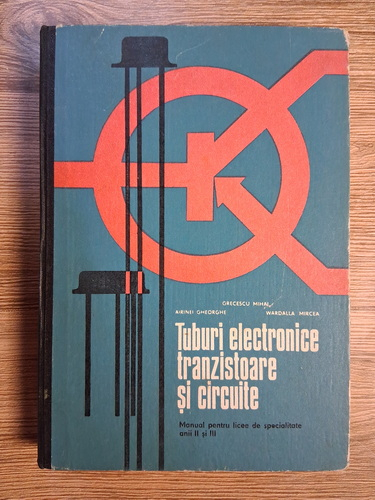 GRECESCU MIHAI
AIRINEI GHEORGHE WARDALLA MIRCEA
Tuburi electronice
tranzistoare
și circuite
Manual pentru licee de specialitate
anii II și III